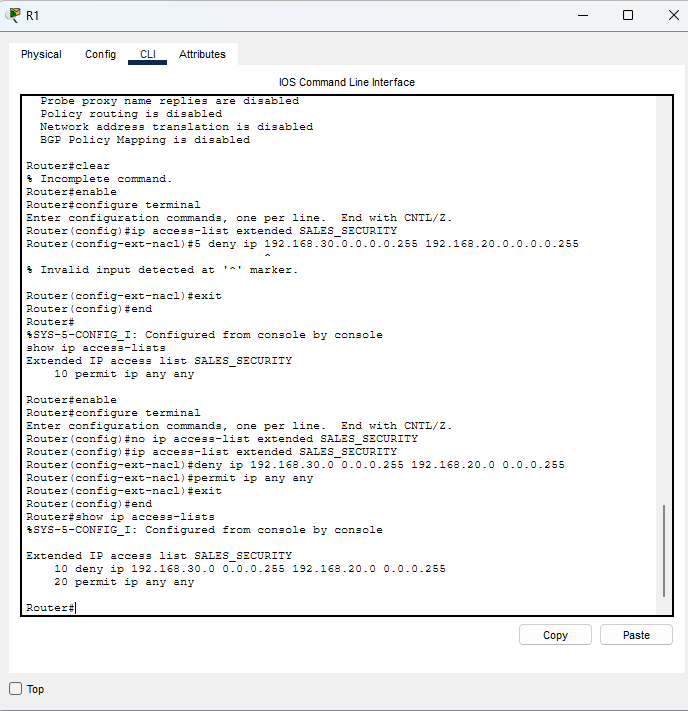 R1
Physical Config CLI Attributes
IOS Command Line Interface
  Probe proxy name replies are disabled
  Policy routing is disabled
  Network address translation is disabled
  BGP Policy Mapping is disabled

Router#clear
% Incomplete command.
Router#enable
Router#configure terminal
Enter configuration commands, one per line.  End with CNTL/Z.
Router(config)#ip access-list extended SALES_SECURITY
Router(config-ext-nacl)#5 deny ip 192.168.30.0.0.0.0.255 192.168.20.0.0.0.0.255
                                  ^
% Invalid input detected at '^' marker.

Router(config-ext-nacl)#exit
Router(config)#end
Router#
%SYS-5-CONFIG_I: Configured from console by console
show ip access-lists
Extended IP access list SALES_SECURITY
    10 permit ip any any

Router#enable
Router#configure terminal
Enter configuration commands, one per line.  End with CNTL/Z.
Router(config)#no ip access-list extended SALES_SECURITY
Router(config)#ip access-list extended SALES_SECURITY
Router(config-ext-nacl)#deny ip 192.168.30.0 0.0.0.255 192.168.20.0 0.0.0.255
Router(config-ext-nacl)#permit ip any any
Router(config-ext-nacl)#exit
Router(config)#end
Router#show ip access-lists
%SYS-5-CONFIG_I: Configured from console by console

Extended IP access list SALES_SECURITY
    10 deny ip 192.168.30.0 0.0.0.255 192.168.20.0 0.0.0.255
    20 permit ip any any

Router#
Copy Paste
Top